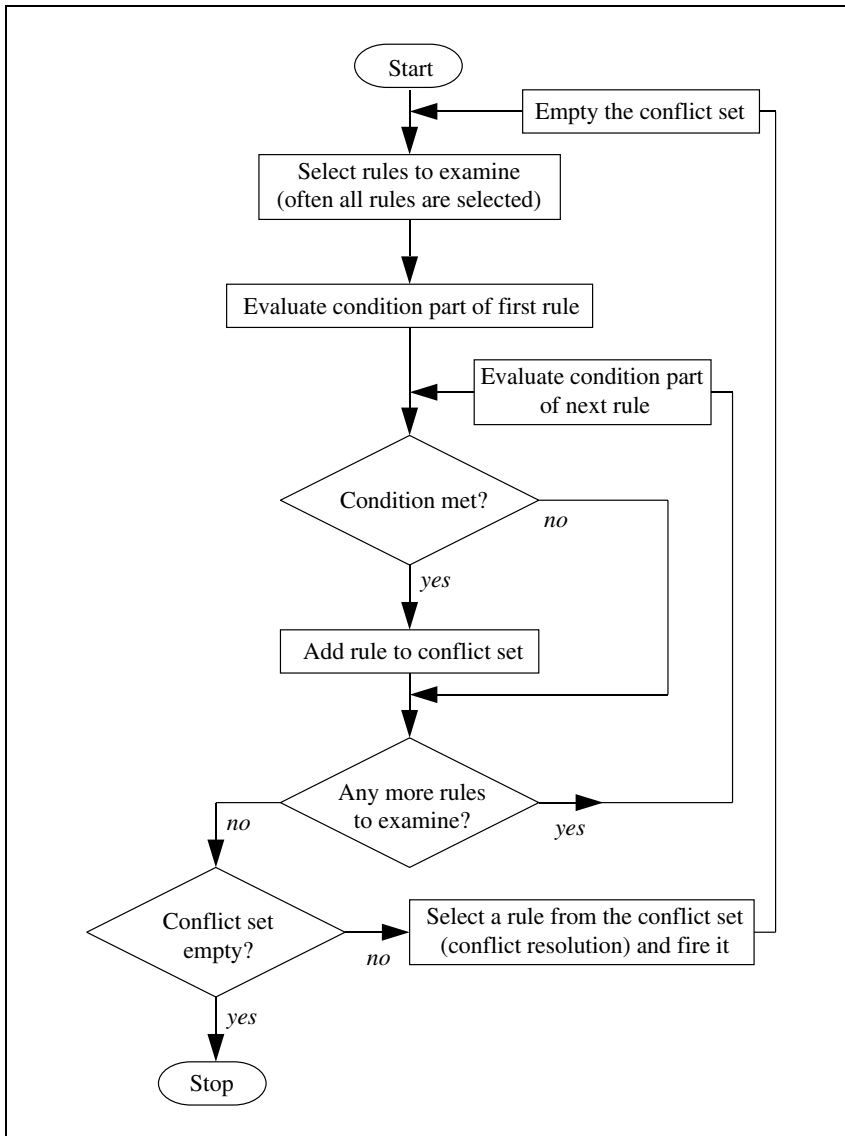 Start
Empty the conflict set
Select rules to examine
(often all rules are selected)
Evaluate condition part of first rule
Evaluate condition part
of next rule
Condition met?
no
yes
Add rule to conflict set
Any more rules
to examine?
yes
no
Conflict set
empty?
no
Select a rule from the conflict set
(conflict resolution) and fire it
yes
Stop